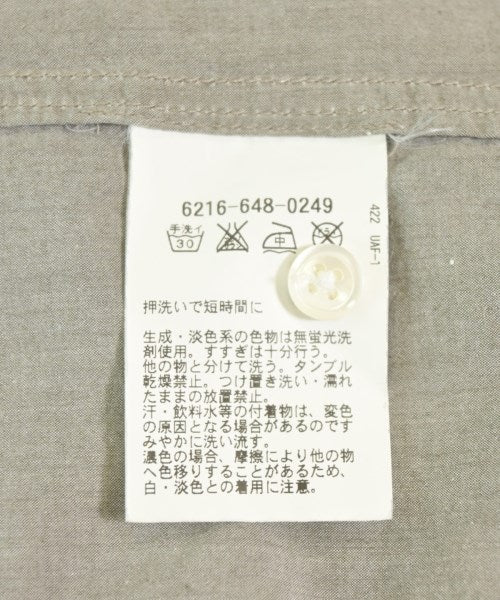 6216-648-0249
手洗イ
30
中
422 UAF-1
押洗いで短時間に
生成・淡色系の色物は無蛍光洗
剤使用。すすぎは十分行う。
他の物と分けて洗う。タンブル
乾燥禁止。つけ置き洗い・濡れ
たままの放置禁止。
汗・飲料水等の付着物は、変色
の原因となる場合があるのです
みやかに洗い流す。
濃色の場合、摩擦により他の物
へ色移りすることがあるため、
白・淡色との着用に注意。